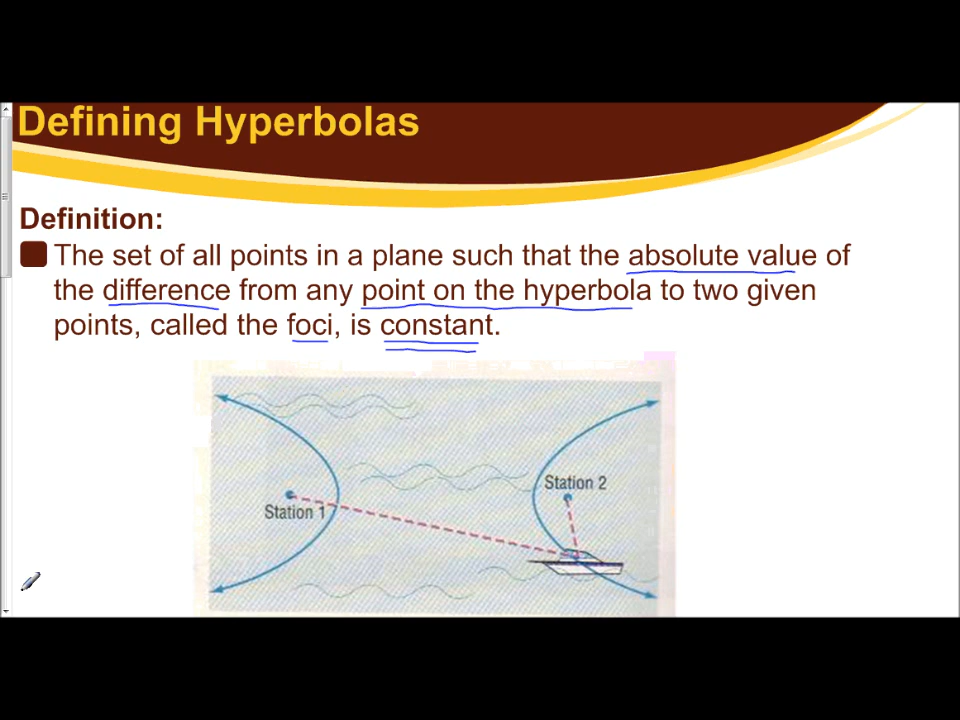 Defining Hyperbolas
Definition:
The set of all points in a plane such that the absolute value of
the difference from any point on the hyperbola to two given
points, called the foci, is constant.
Station 2
Station 1